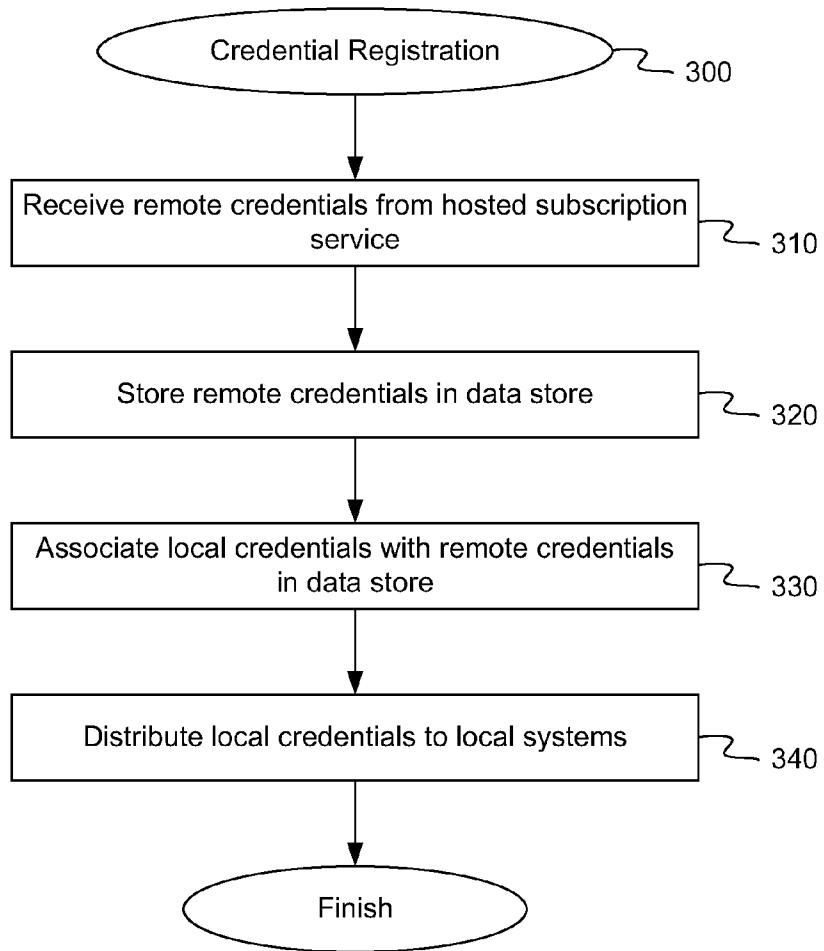 Credential Registration
300
Receive remote credentials from hosted subscription
service
310
Store remote credentials in data store
320
Associate local credentials with remote credentials
in data store
330
Distribute local credentials to local systems
340
Finish